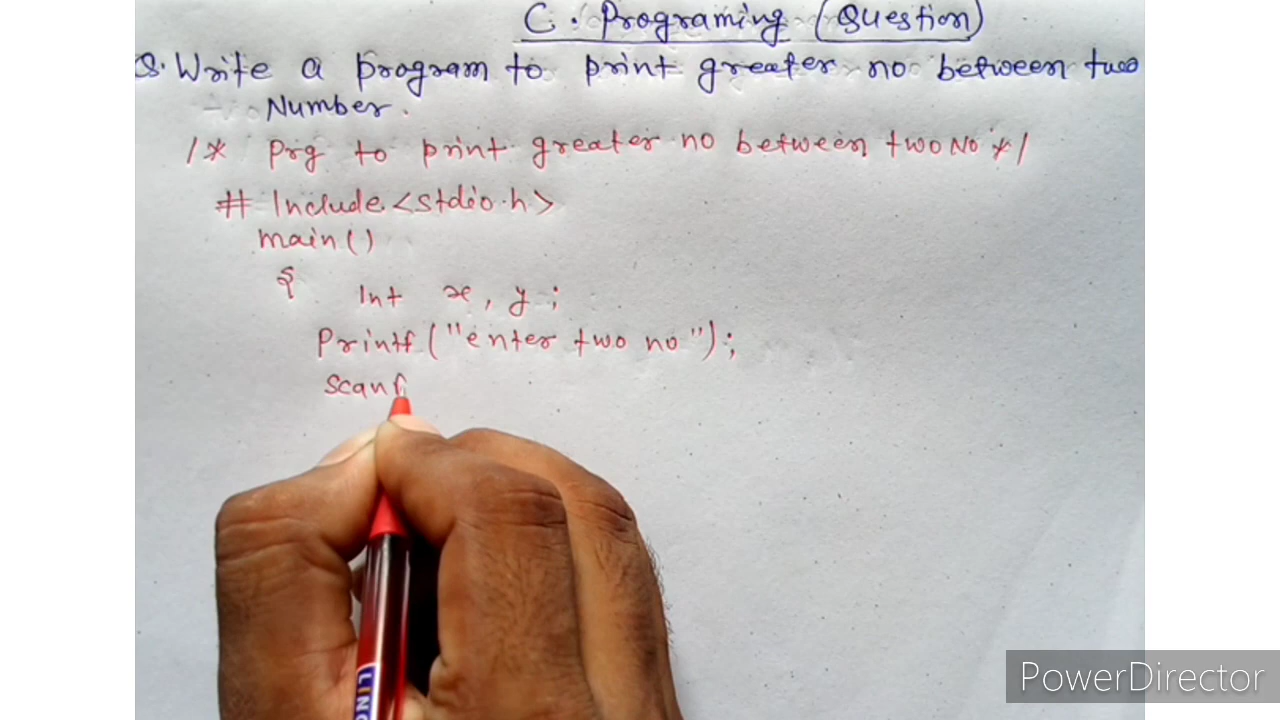 C. Programing (Question)
Q. Write a program to print greater no between two
Number.
/* Prg to print greater no between two No */
# Include <stdio.h>
main ()
{ Int x, y ;
Printf ("enter two no");
Scanf
LINC
PowerDirector